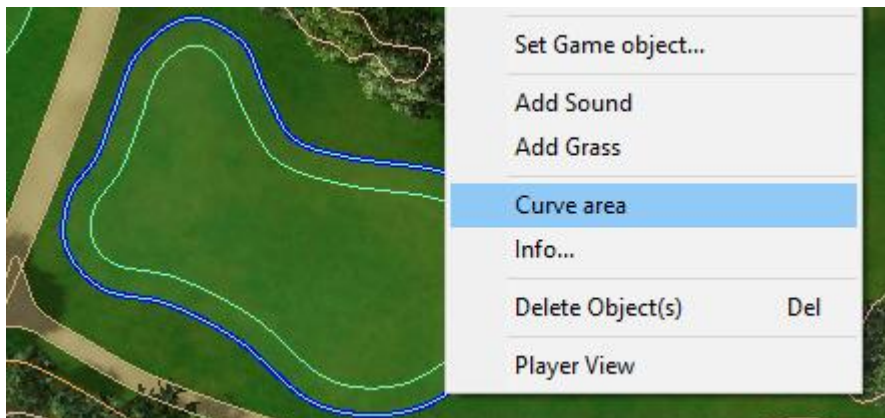 Set Game object...
Add Sound
Add Grass
Curve area
Info...
Delete Object(s) Del
Player View